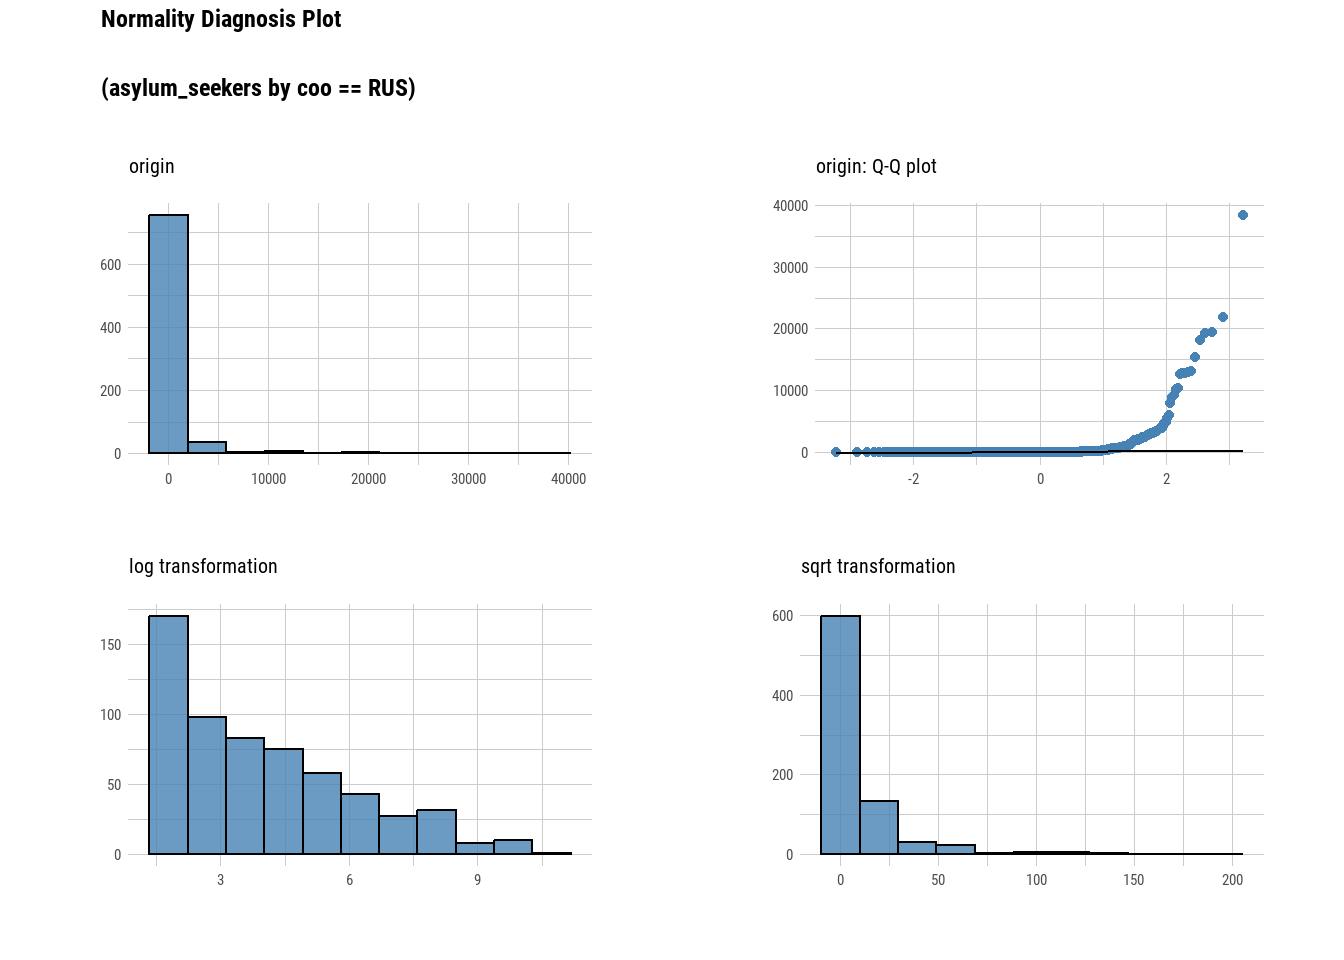 Normality Diagnosis Plot
(asylum_seekers by coo == RUS)
origin
600
400
200
0
0 10000 20000 30000 40000
origin: Q-Q plot
40000
30000
20000
10000
0
-2 0 2
log transformation
150
100
50
0
3 6 9
sqrt transformation
600
400
200
0
0 50 100 150 200